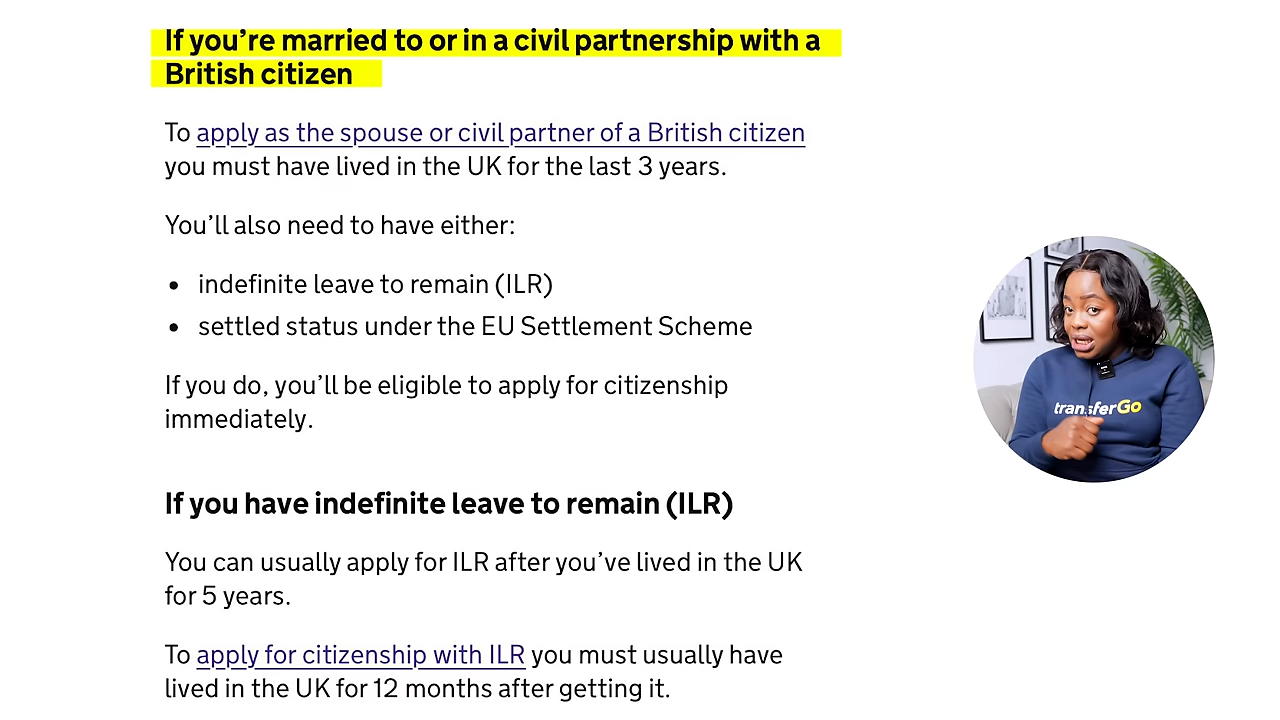 If you're married to or in a civil partnership with a
British citizen
To apply as the spouse or civil partner of a British citizen
you must have lived in the UK for the last 3 years.
You'll also need to have either:
• indefinite leave to remain (ILR)
• settled status under the EU Settlement Scheme
If you do, you'll be eligible to apply for citizenship
immediately.
transferGo
If you have indefinite leave to remain (ILR)
You can usually apply for ILR after you've lived in the UK
for 5 years.
To apply for citizenship with ILR you must usually have
lived in the UK for 12 months after getting it.